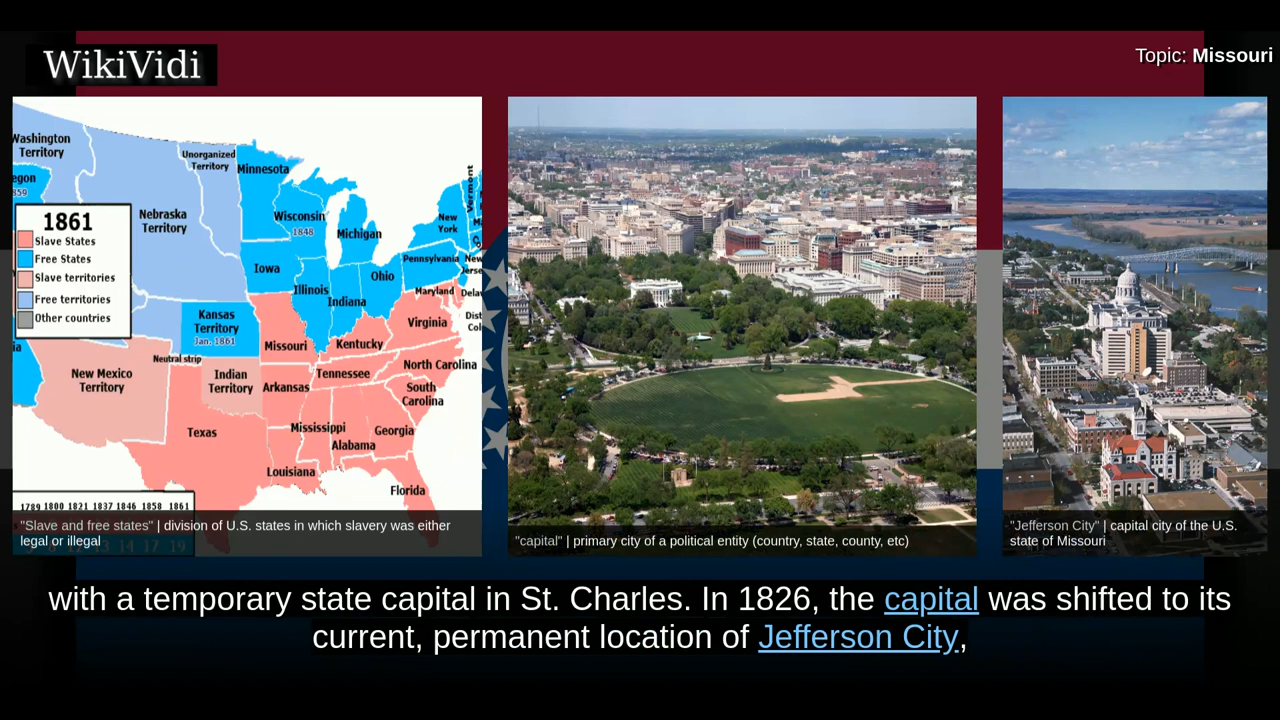 WikiVidi
Topic: Missouri
Washington
Territory
Unorganized
Territory
Minnesota
Vermont
1861
Slave States
Free States
Slave territories
Free territories
Other countries
Nebraska
Territory
Wisconsin
1848
Michigan
New
York
Iowa
Illinois
Indiana
Ohio
Pennsylvania
Maryland
Kansas
Territory
Jan. 1861
Neutral strip
Missouri
Kentucky
Virginia
New Mexico
Territory
Indian
Territory
Arkansas
Tennessee
North Carolina
South
Carolina
Texas
Mississippi
Alabama
Georgia
Louisiana
Florida
1789 1800 1821 1837 1846 1858 1861
"Slave and free states" | division of U.S. states in which slavery was either
legal or illegal
"capital" | primary city of a political entity (country, state, county, etc)
"Jefferson City" | capital city of the U.S.
state of Missouri
with a temporary state capital in St. Charles. In 1826, the capital was shifted to its
current, permanent location of Jefferson City,